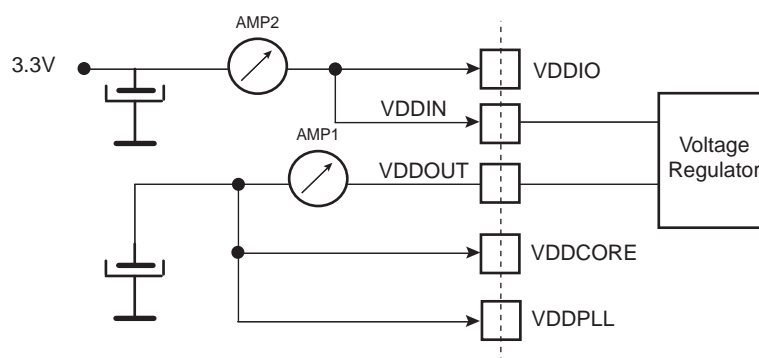 AMP2
3.3V
VDDIO
VDDIN
AMP1
Voltage
Regulator
VDDOUT
VDDCORE
VDDPLL